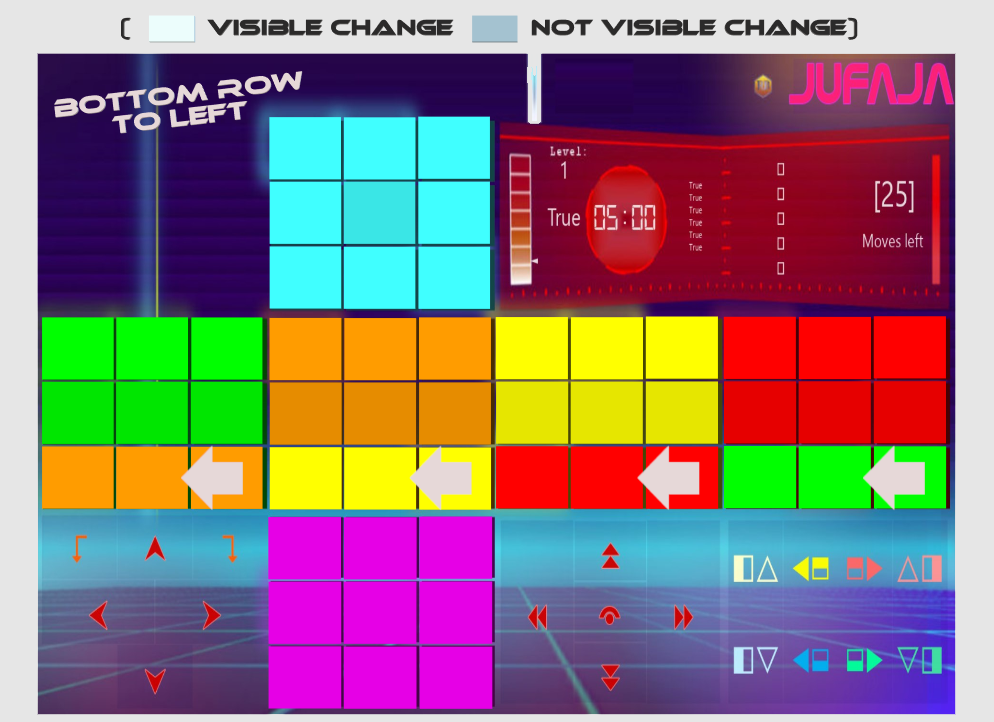 ( VISIBLE CHANGE NOT VISIBLE CHANGE)
BOTTOM ROW
TO LEFT
JUFAJA
Level:
1
True
05:00
True
True
True
True
True
True
[25]
Moves left